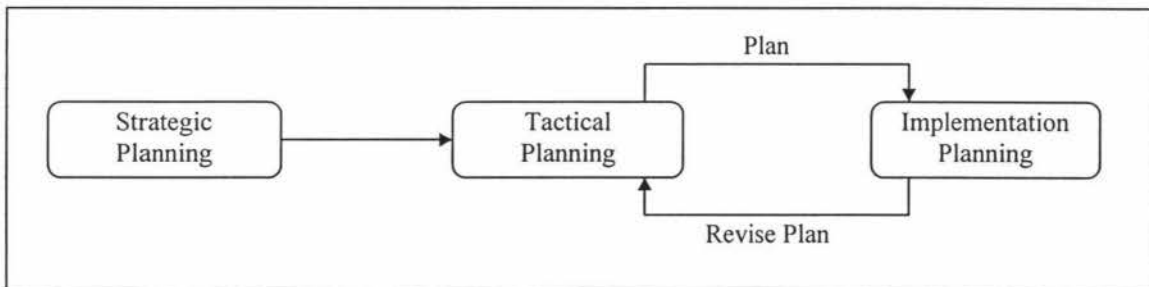 Plan
Strategic
Planning
Tactical
Planning
Implementation
Planning
Revise Plan